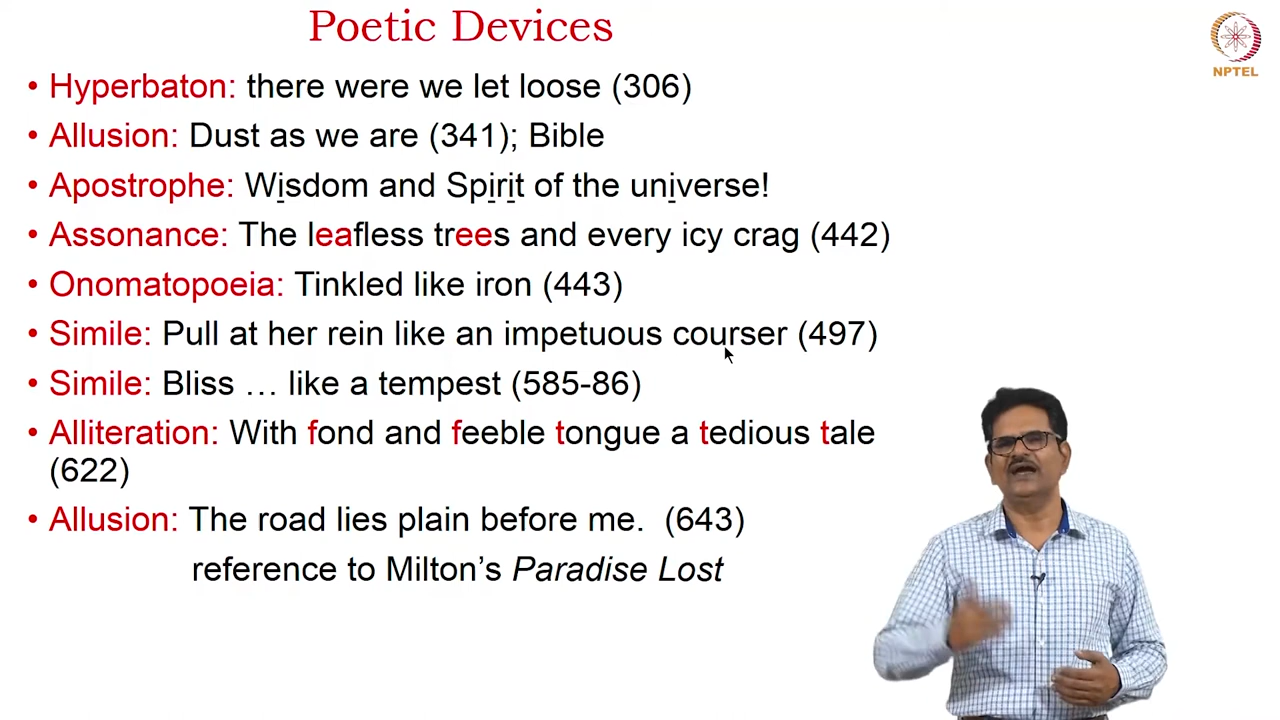 Poetic Devices
NPTEL
• Hyperbaton: there were we let loose (306)
• Allusion: Dust as we are (341); Bible
• Apostrophe: Wisdom and Spirit of the universe!
• Assonance: The leafless trees and every icy crag (442)
• Onomatopoeia: Tinkled like iron (443)
• Simile: Pull at her rein like an impetuous courser (497)
• Simile: Bliss … like a tempest (585-86)
• Alliteration: With fond and feeble tongue a tedious tale
(622)
• Allusion: The road lies plain before me. (643)
reference to Milton’s Paradise Lost